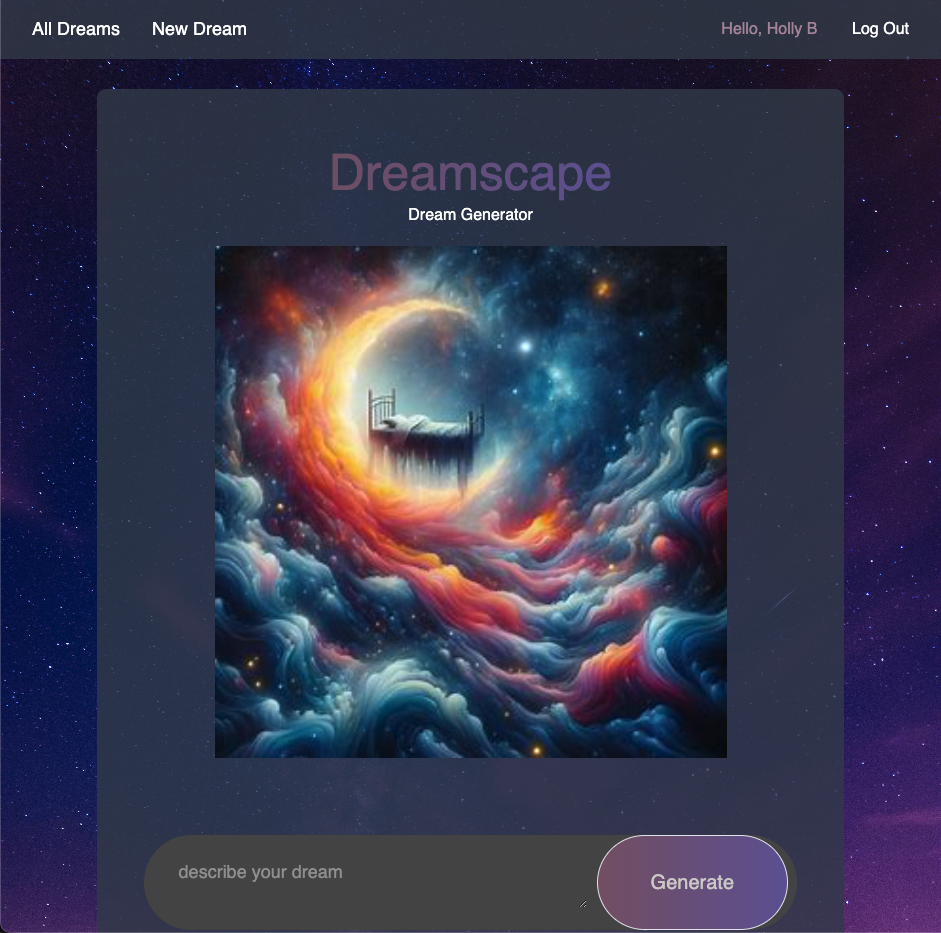 All Dreams New Dream Hello, Holly B Log Out
Dreamscape
Dream Generator
describe your dream
Generate